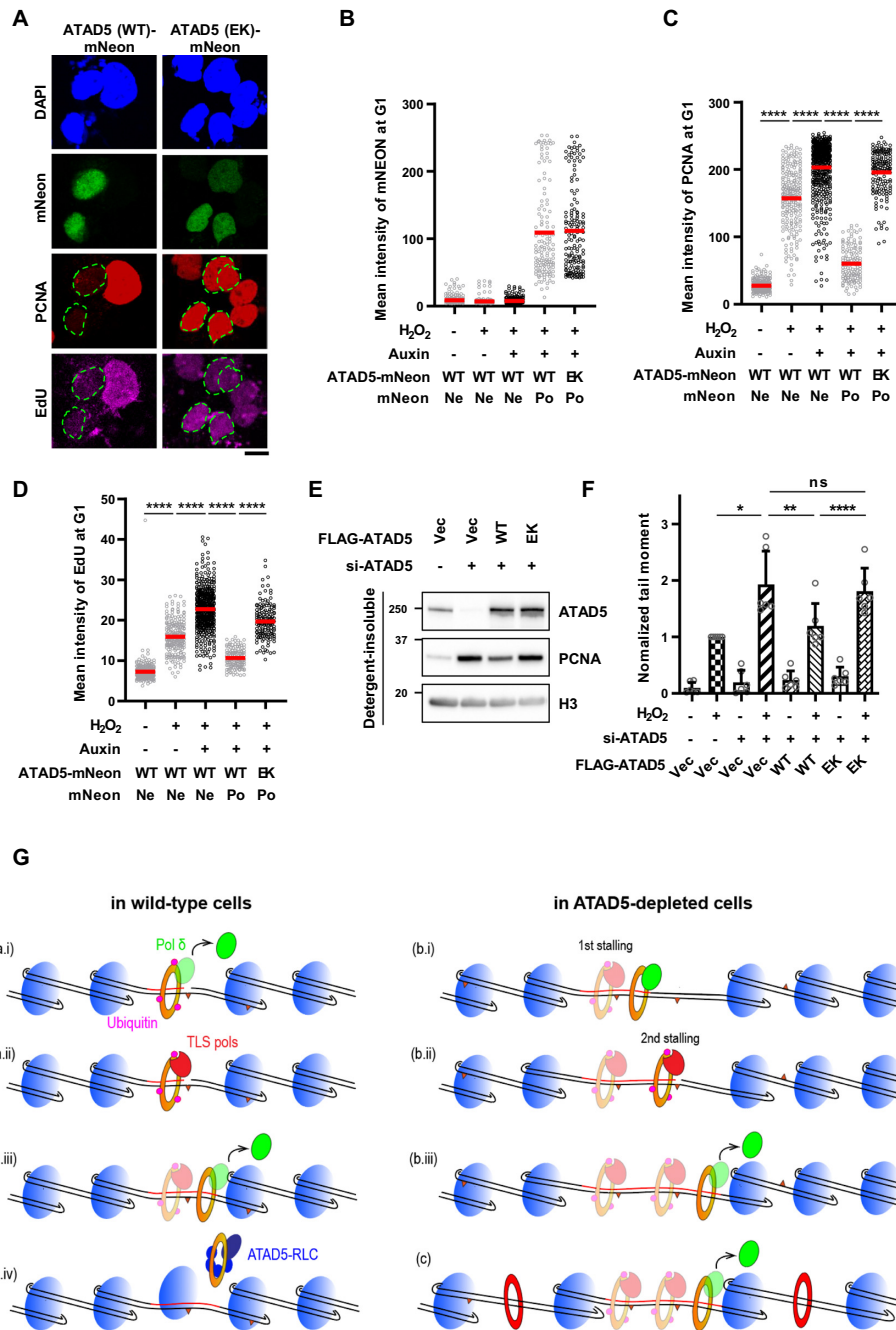 A
ATAD5 (WT)-
mNeon
ATAD5 (EK)-
mNeon
DAPI
mNeon
PCNA
EdU
B
Mean intensity of mNEON at G1
300
200
100
0
H2O2 - + + + +
Auxin - - + + +
ATAD5-mNeon WT WT WT WT EK
mNeon Ne Ne Ne Po Po
C
Mean intensity of PCNA at G1
300
200
100
0
**** **** **** ****
H2O2 - + + + +
Auxin - - + + +
ATAD5-mNeon WT WT WT WT EK
mNeon Ne Ne Ne Po Po
D
Mean intensity of EdU at G1
50
40
30
20
10
0
**** **** **** ****
H2O2 - + + + +
Auxin - - + + +
ATAD5-mNeon WT WT WT WT EK
mNeon Ne Ne Ne Po Po
E
FLAG-ATAD5 Vec Vec WT EK
si-ATAD5 - + + +
Detergent-insoluble
250 ATAD5
37
PCNA
20
H3
F
Nomalized tail moment
4
3
2
1
0
ns
* ** ****
H2O2 - + - + - + - +
si-ATAD5 - - + + + + + +
FLAG-ATAD5 Vec Vec Vec Vec WT WT EK EK
G
in wild-type cells
a.i)
Pol δ
Ubiquitin
a.ii)
TLS pols
.iii)
.iv)
ATAD5-RLC
in ATAD5-depleted cells
(b.i)
1st stalling
(b.ii)
2nd stalling
(b.iii)
(c)